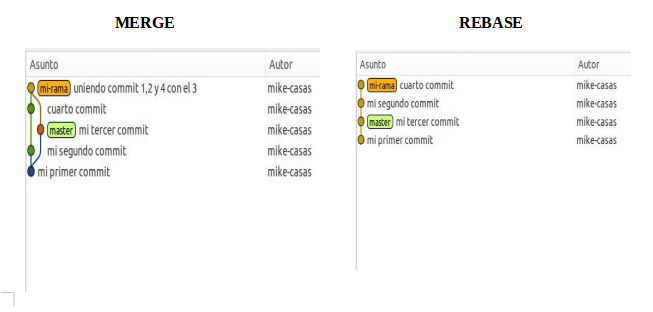 MERGE
Asunto Autor
mi-rama uniendo commit 1,2 y 4 con el 3 mike-casas
cuarto commit mike-casas
master mi tercer commit mike-casas
mi segundo commit mike-casas
mi primer commit mike-casas
REBASE
Asunto Autor
mi-rama cuarto commit mike-casas
mi segundo commit mike-casas
master mi tercer commit mike-casas
mi primer commit mike-casas